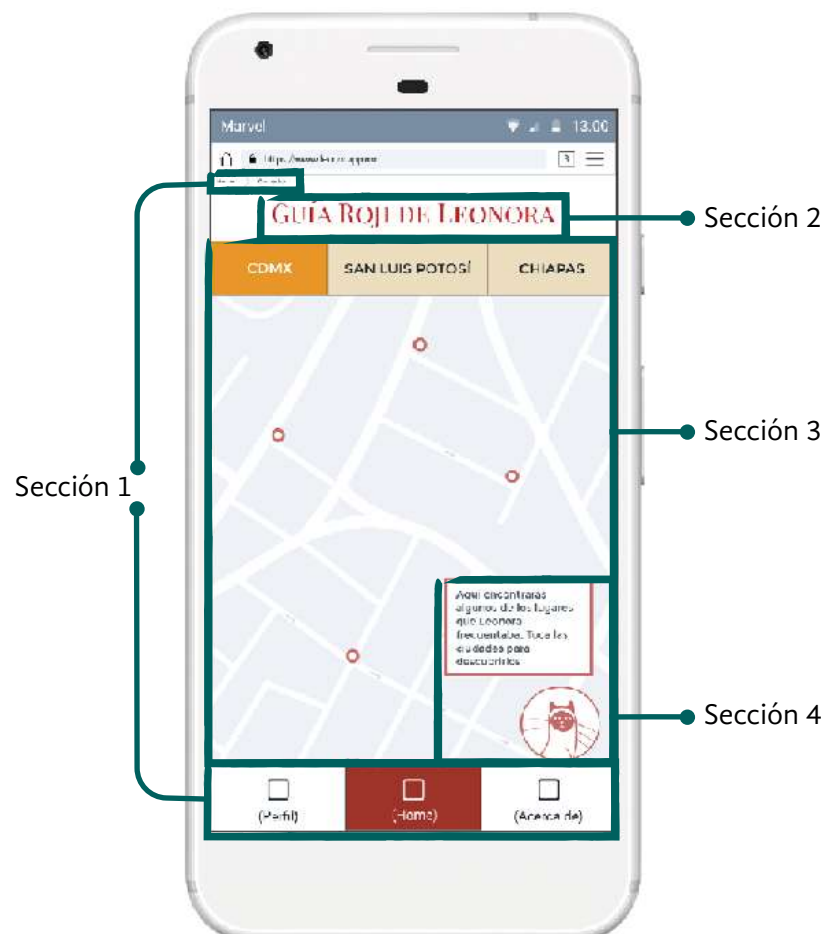 Marvel 13.00
3
GUÍA ROJI DE LEONORA
Sección 2
CDMX SAN LUIS POTOSÍ CHIAPAS
Sección 3
Sección 1
Aquí encontrarás
algunos de los lugares
que Leonora
frecuentaba. Toca las
ciudades para
descubrirlos
Sección 4
(Perfil) (Home) (Acerca de)